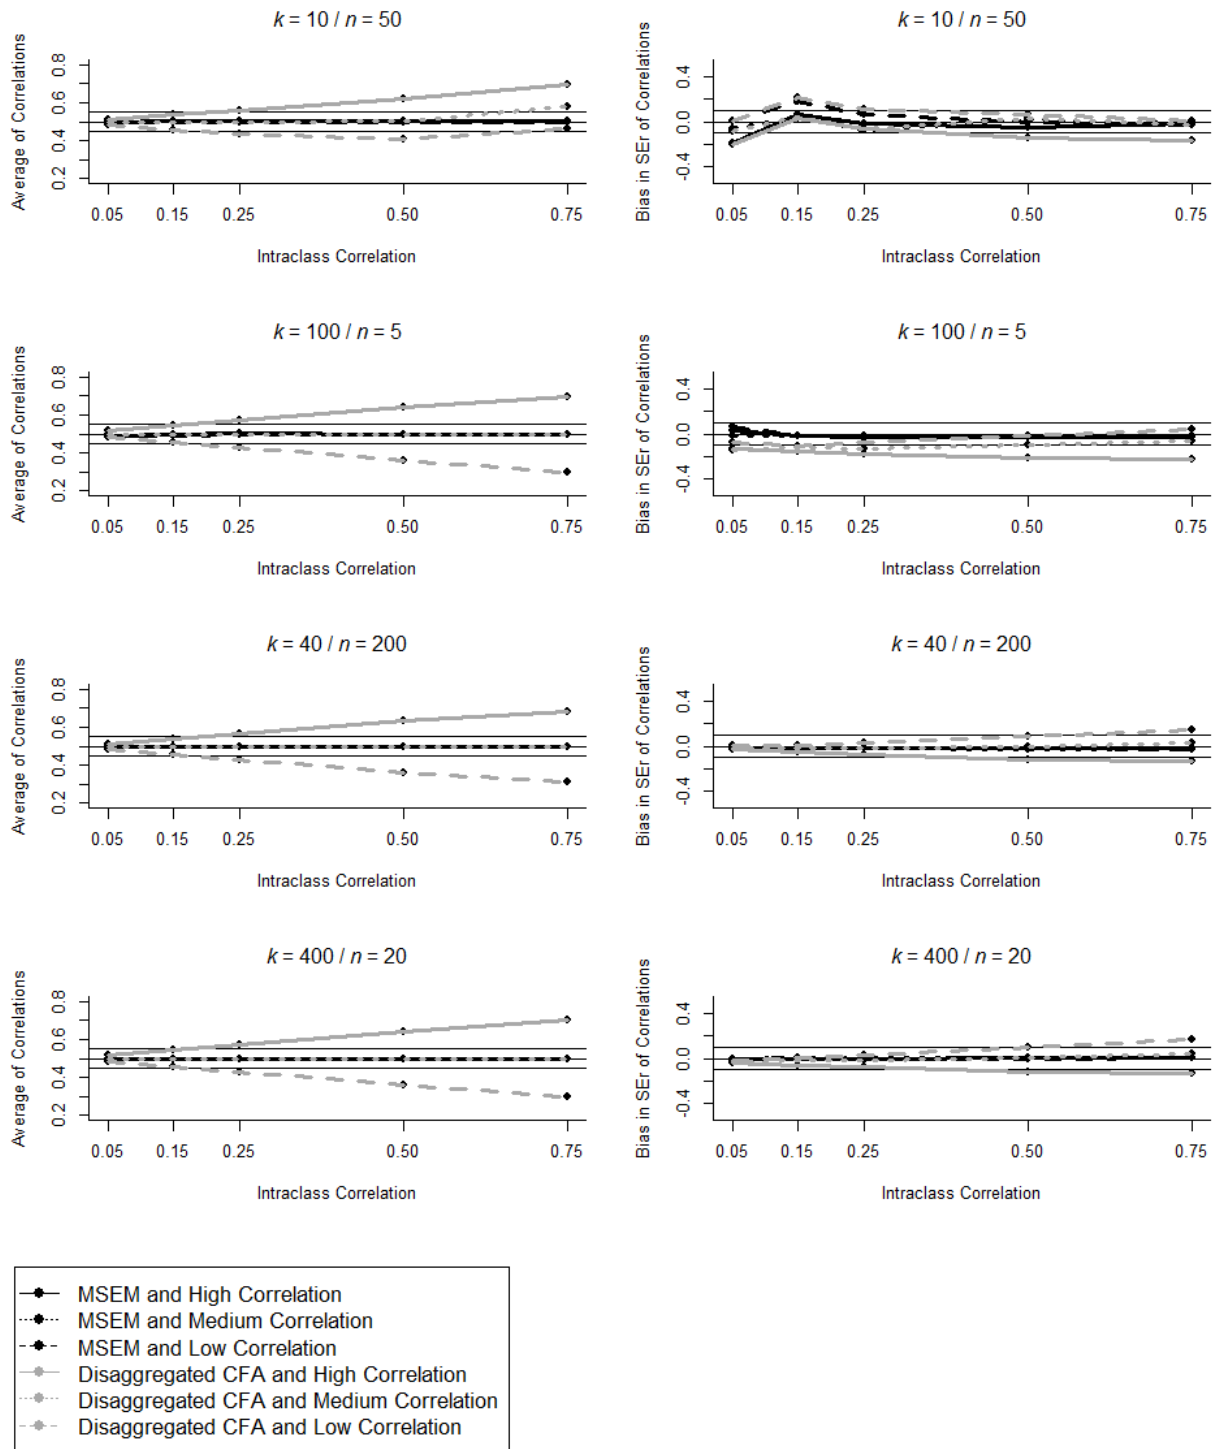 k = 10 / n = 50
Average of Correlations
0.2 0.4 0.6 0.8
0.05 0.15 0.25 0.50 0.75
Intraclass Correlation
k = 10 / n = 50
Bias in SEr of Correlations
-0.4 0.0 0.4
0.05 0.15 0.25 0.50 0.75
Intraclass Correlation
k = 100 / n = 5
Average of Correlations
0.2 0.4 0.6 0.8
0.05 0.15 0.25 0.50 0.75
Intraclass Correlation
k = 100 / n = 5
Bias in SEr of Correlations
-0.4 0.0 0.4
0.05 0.15 0.25 0.50 0.75
Intraclass Correlation
k = 40 / n = 200
Average of Correlations
0.2 0.4 0.6 0.8
0.05 0.15 0.25 0.50 0.75
Intraclass Correlation
k = 40 / n = 200
Bias in SEr of Correlations
-0.4 0.0 0.4
0.05 0.15 0.25 0.50 0.75
Intraclass Correlation
k = 400 / n = 20
Average of Correlations
0.2 0.4 0.6 0.8
0.05 0.15 0.25 0.50 0.75
Intraclass Correlation
k = 400 / n = 20
Bias in SEr of Correlations
-0.4 0.0 0.4
0.05 0.15 0.25 0.50 0.75
Intraclass Correlation
MSEM and High Correlation
MSEM and Medium Correlation
MSEM and Low Correlation
Disaggregated CFA and High Correlation
Disaggregated CFA and Medium Correlation
Disaggregated CFA and Low Correlation